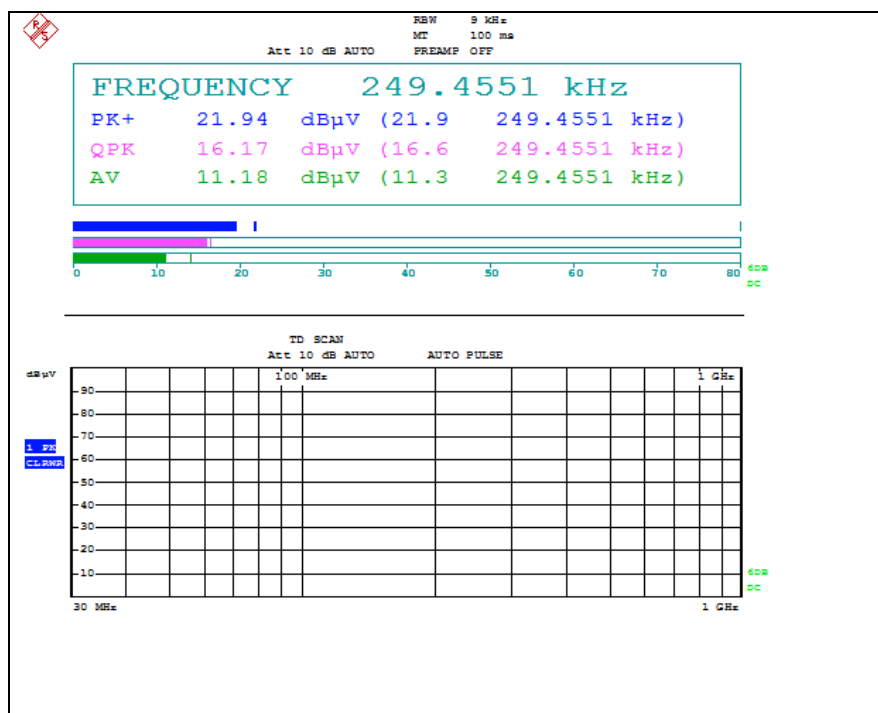 R S
RBW 9 kHz
MT 100 ms
Att 10 dB AUTO PREAMP OFF
FREQUENCY 249.4551 kHz
PK+ 21.94 dBµV (21.9 249.4551 kHz)
QPK 16.17 dBµV (16.6 249.4551 kHz)
AV 11.18 dBµV (11.3 249.4551 kHz)
0 10 20 30 40 50 60 70 80
6DB
DC
TD SCAN
Att 10 dB AUTO AUTO PULSE
dBµV
100 MHz 1 GHz
90
80
70
1 PK
CLRWR
60
50
40
30
20
10
6DB
DC
30 MHz 1 GHz